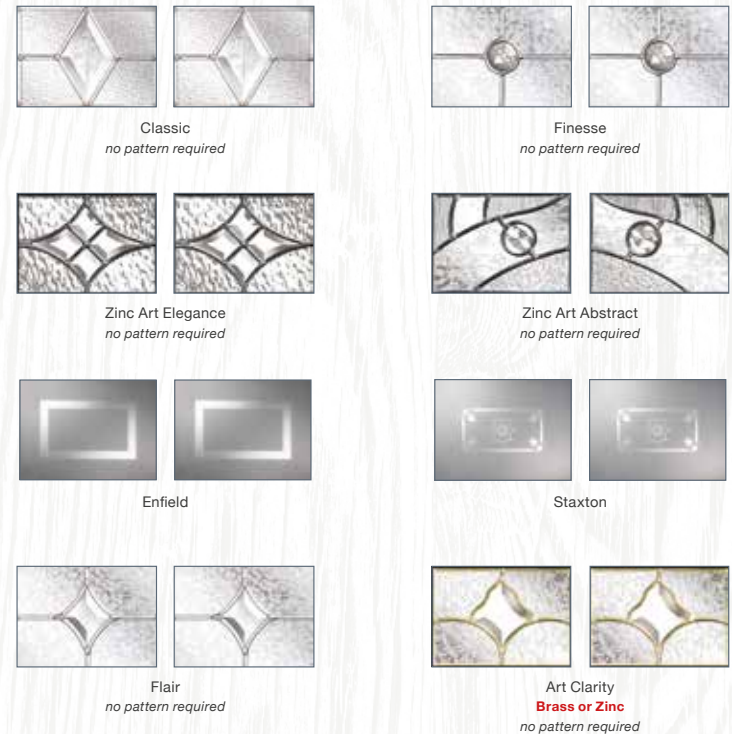 Classic
no pattern required
Finesse
no pattern required
Zinc Art Elegance
no pattern required
Zinc Art Abstract
no pattern required
Enfield
Staxton
Flair
no pattern required
Art Clarity
Brass or Zinc
no pattern required